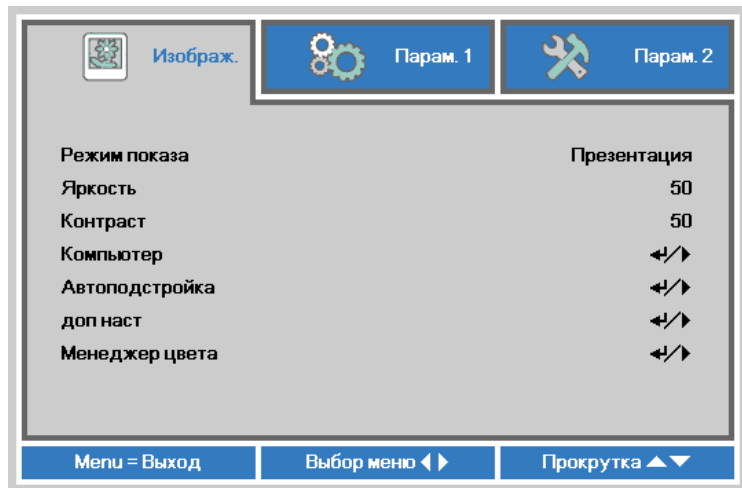 Изображ. Парам. 1 Парам. 2
Режим показа Презентация
Яркость 50
Контраст 50
Компьютер
Автоподстройка
доп наст
Менеджер цвета
Menu = Выход Выбор меню Прокрутка